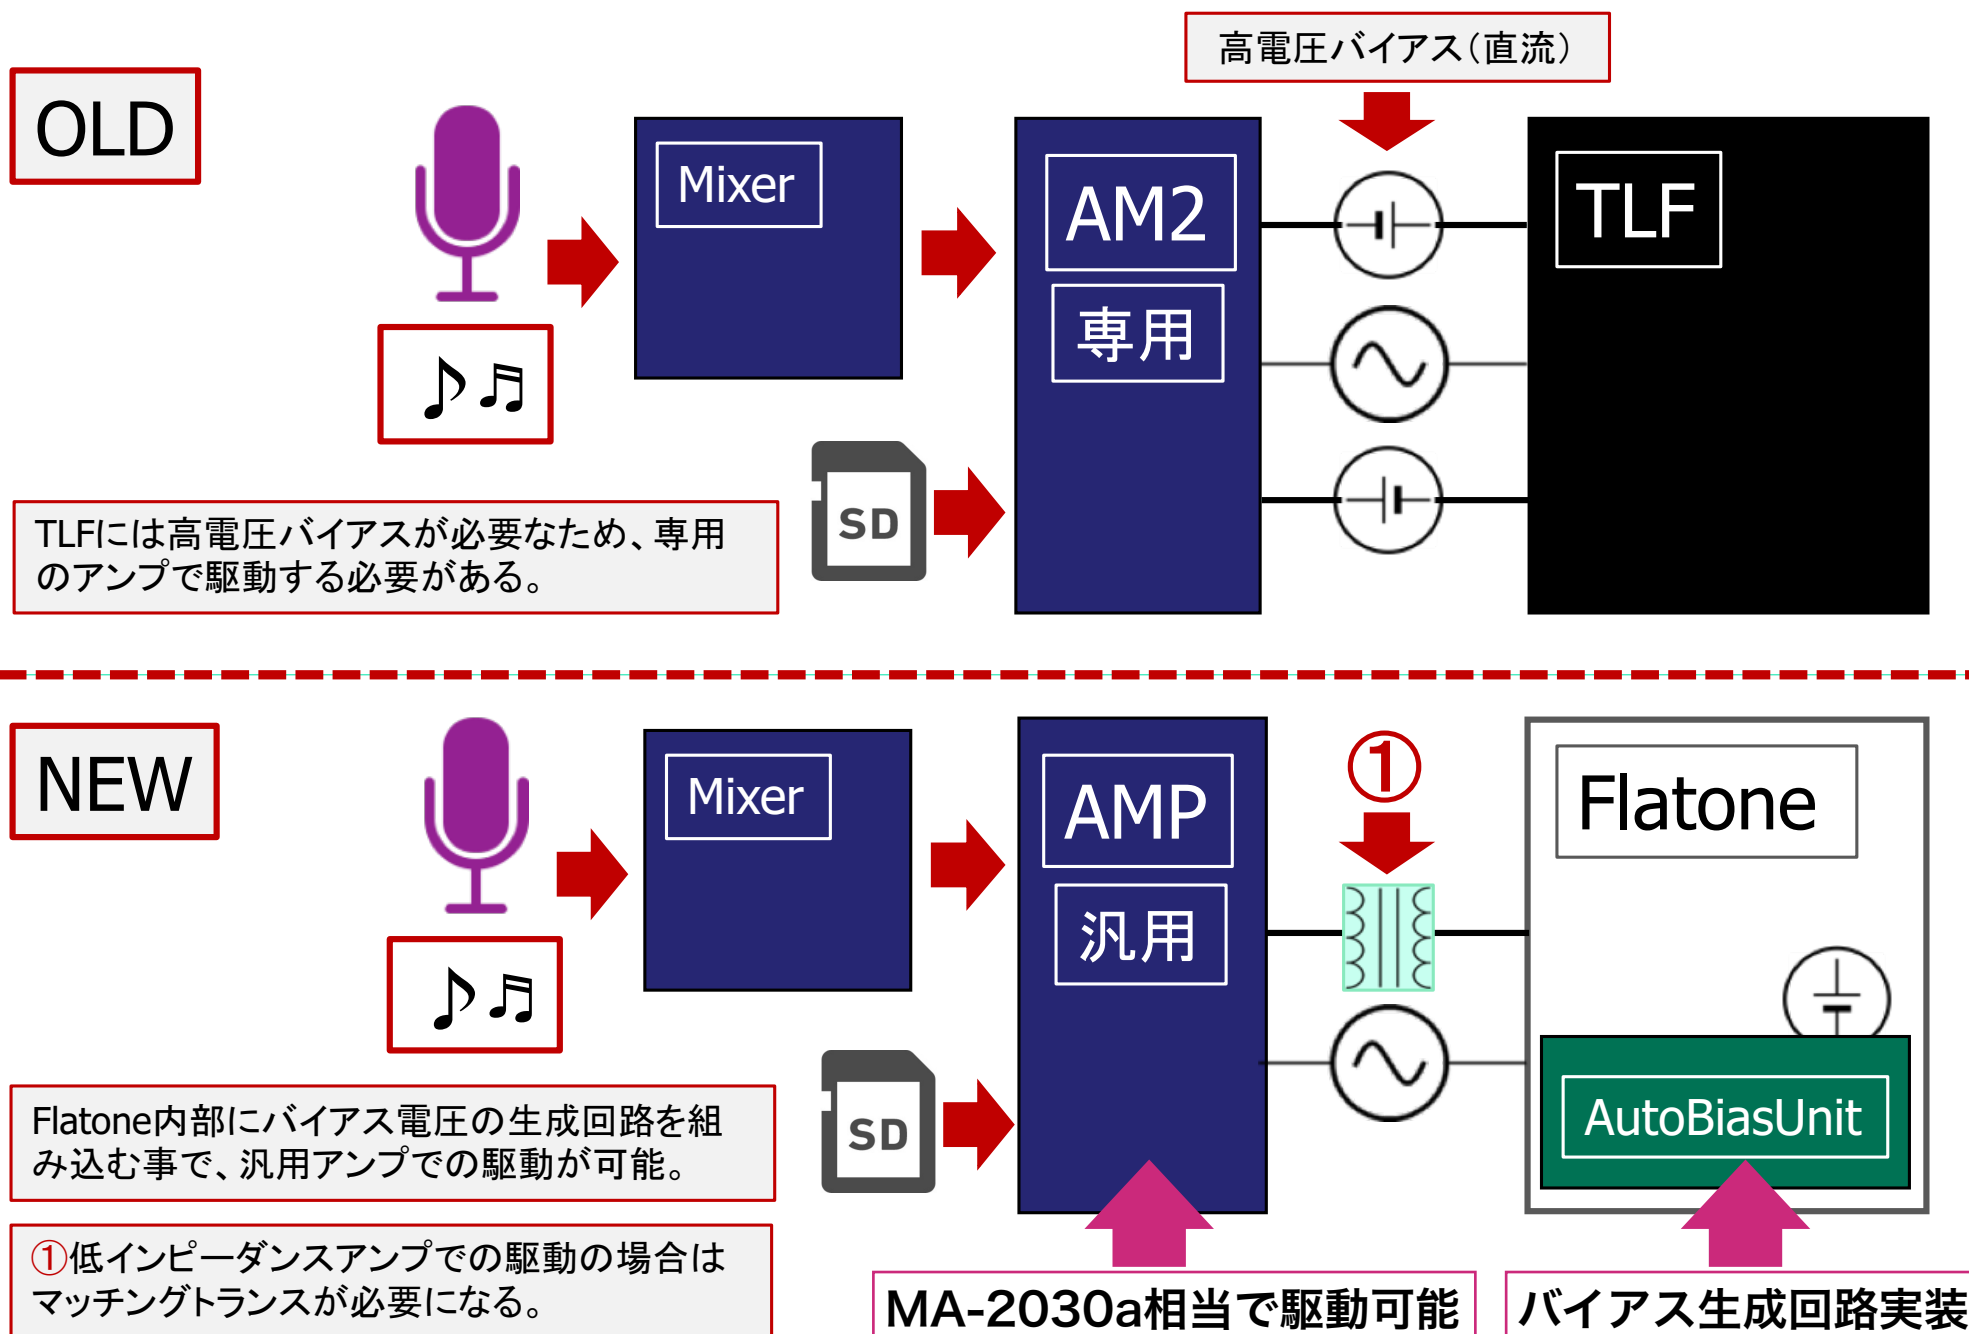 高電圧バイアス(直流)
OLD
Mixer
AM2
専用
TLF
♪♬
SD
TLFには高電圧バイアスが必要なため、専用
のアンプで駆動する必要がある。
NEW
Mixer
AMP
汎用
①
Flatone
♪♬
SD
AutoBiasUnit
Flatone内部にバイアス電圧の生成回路を組
み込む事で、汎用アンプでの駆動が可能。
①低インピーダンスアンプでの駆動の場合は
マッチングトランスが必要になる。
MA-2030a相当で駆動可能
バイアス生成回路実装